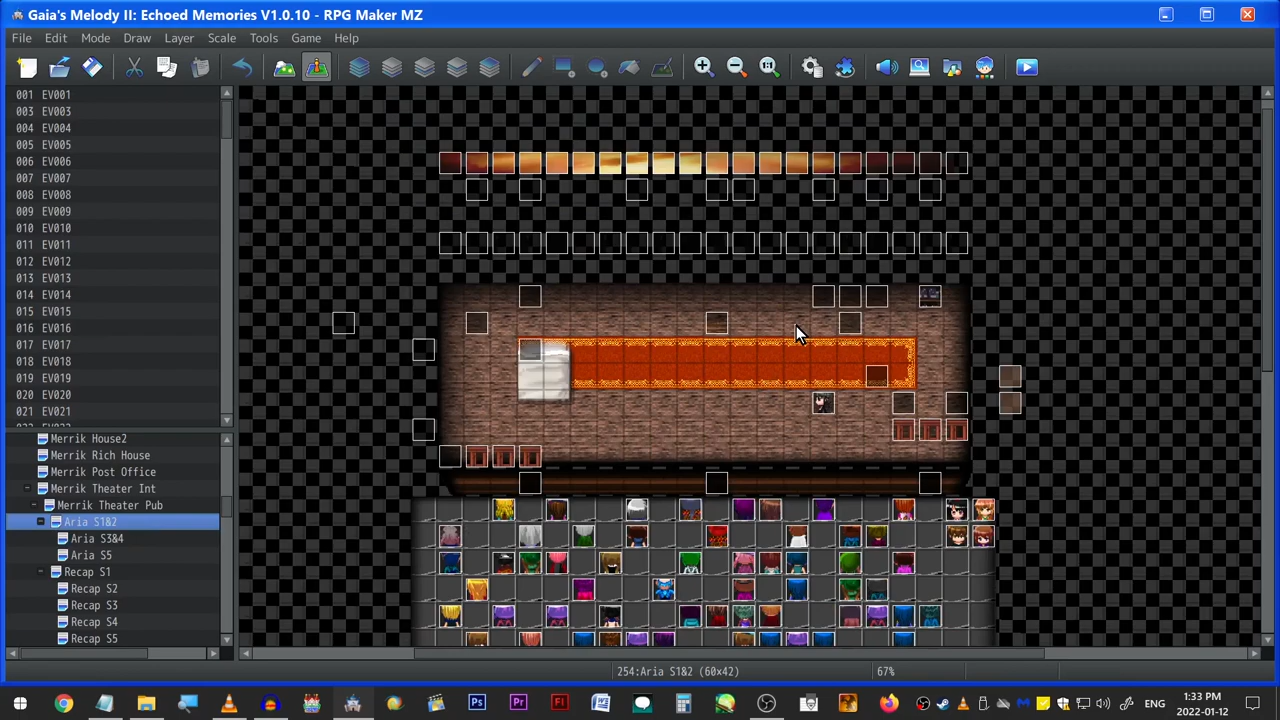 Gaia's Melody II: Echoed Memories V1.0.10 - RPG Maker MZ
File Edit Mode Draw Layer Scale Tools Game Help
001 EV001
003 EV003
004 EV004
005 EV005
006 EV006
007 EV007
008 EV008
009 EV009
010 EV010
011 EV011
012 EV012
013 EV013
014 EV014
015 EV015
016 EV016
017 EV017
018 EV018
019 EV019
020 EV020
021 EV021
Merrik House2
Merrik Rich House
Merrik Post Office
Merrik Theater Int
Merrik Theater Pub
Aria S1&2
Aria S3&4
Aria S5
Recap S1
Recap S2
Recap S3
Recap S4
Recap S5
254:Aria S1&2 (60x42) 67%
1:33 PM
2022-01-12